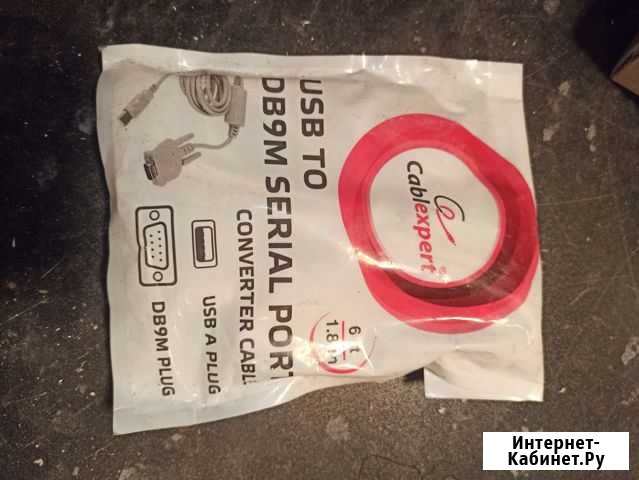 Cablexpert
6 ft
1.8 m
USB TO
DB9M SERIAL PORT
CONVERTER CABLE
USB A PLUG
DB9M PLUG
Интернет-
Кабинет.Ру